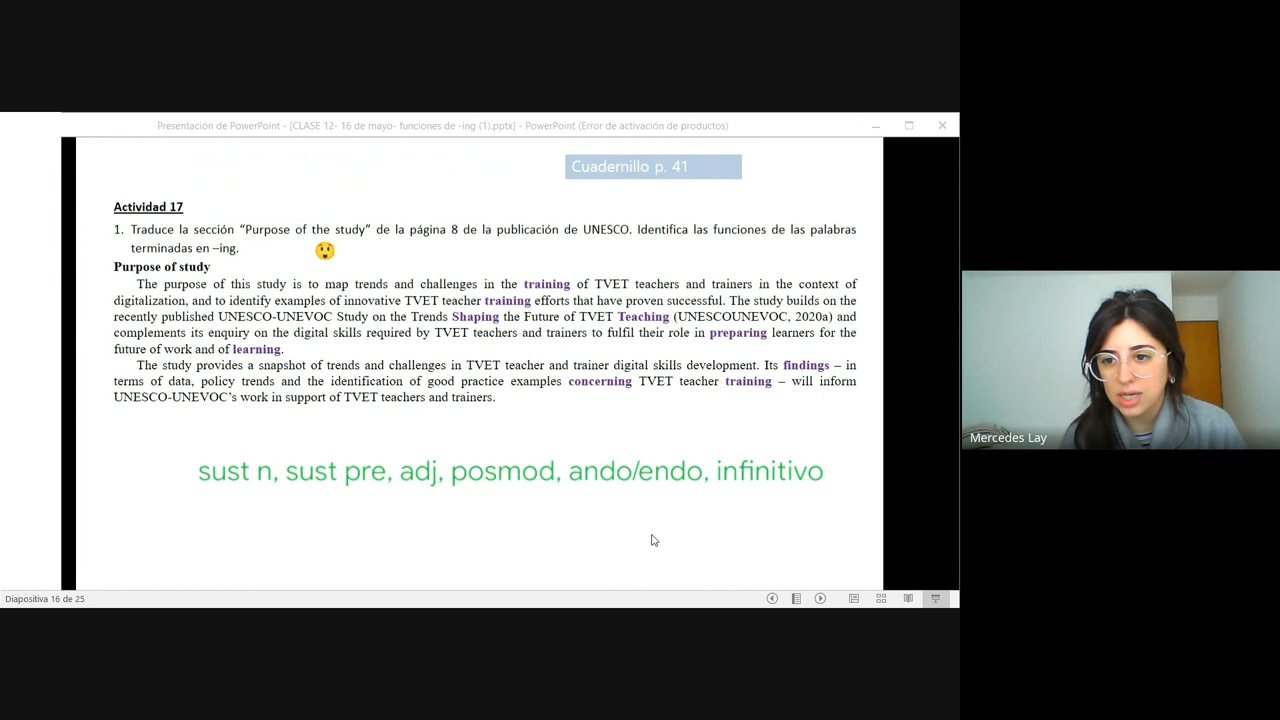 Presentación de PowerPoint - [CLASE 12- 16 de mayo- funciones de -ing (1).pptx] - PowerPoint (Error de activación de productos)
Cuadernillo p. 41
Actividad 17
1. Traduce la sección “Purpose of the study” de la página 8 de la publicación de UNESCO. Identifica las funciones de las palabras
terminadas en –ing.
Purpose of study
The purpose of this study is to map trends and challenges in the training of TVET teachers and trainers in the context of
digitalization, and to identify examples of innovative TVET teacher training efforts that have proven successful. The study builds on the
recently published UNESCO-UNEVOC Study on the Trends Shaping the Future of TVET Teaching (UNESCOUNEVOC, 2020a) and
complements its enquiry on the digital skills required by TVET teachers and trainers to fulfil their role in preparing learners for the
future of work and of learning.
The study provides a snapshot of trends and challenges in TVET teacher and trainer digital skills development. Its findings – in
terms of data, policy trends and the identification of good practice examples concerning TVET teacher training – will inform
UNESCO-UNEVOC’s work in support of TVET teachers and trainers.
sust n, sust pre, adj, posmod, ando/endo, infinitivo
Mercedes Lay
Diapositiva 16 de 25